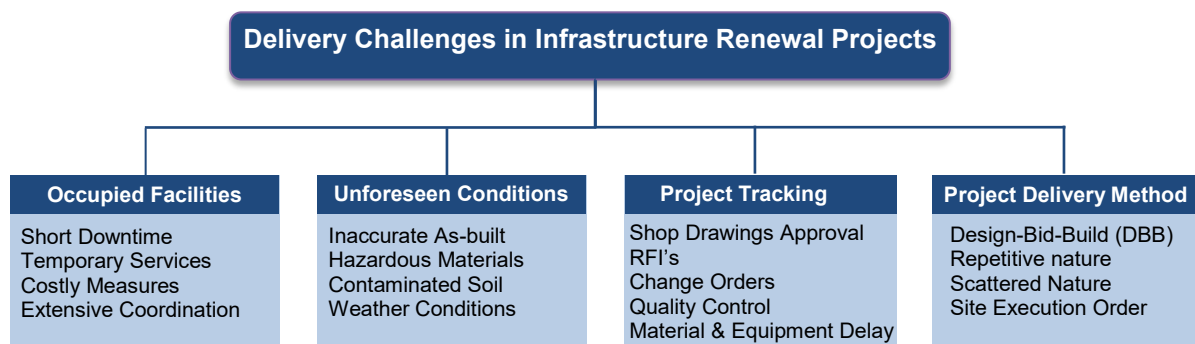 Delivery Challenges in Infrastructure Renewal Projects
Occupied Facilities
Short Downtime
Temporary Services
Costly Measures
Extensive Coordination
Unforeseen Conditions
Inaccurate As-built
Hazardous Materials
Contaminated Soil
Weather Conditions
Project Tracking
Shop Drawings Approval
RFI's
Change Orders
Quality Control
Material & Equipment Delay
Project Delivery Method
Design-Bid-Build (DBB)
Repetitive nature
Scattered Nature
Site Execution Order